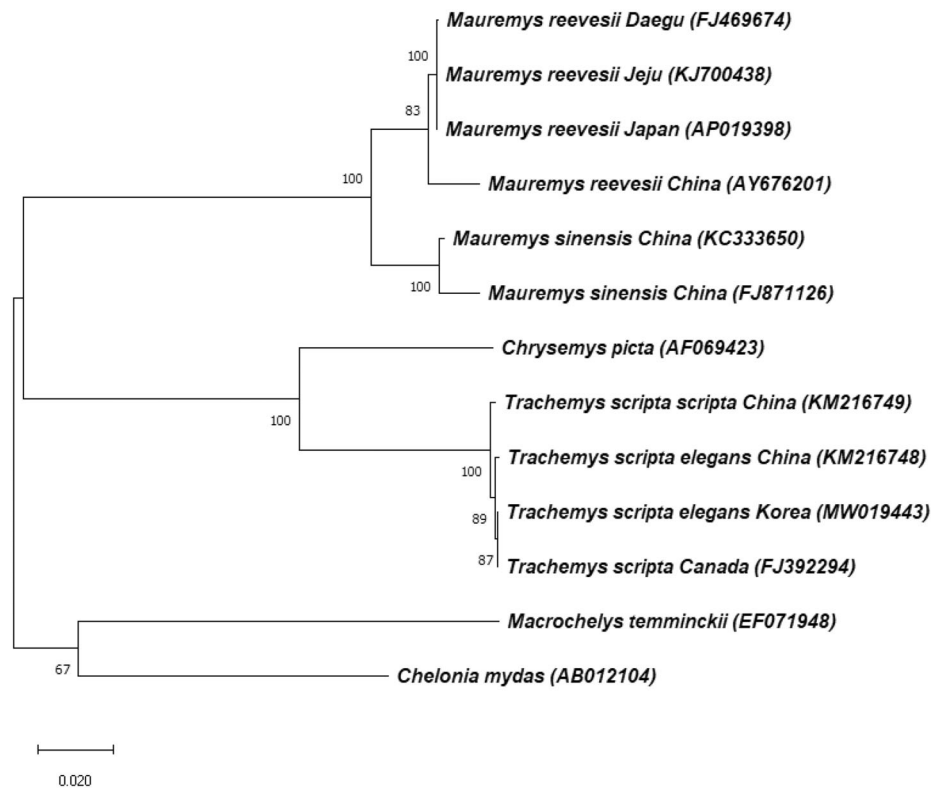 Mauremys reevesii Daegu (FJ469674)
100
Mauremys reevesii Jeju (KJ700438)
83
Mauremys reevesii Japan (AP019398)
100
Mauremys reevesii China (AY676201)
Mauremys sinensis China (KC333650)
100
Mauremys sinensis China (FJ871126)
Chrysemys picta (AF069423)
Trachemys scripta scripta China (KM216749)
100
Trachemys scripta elegans China (KM216748)
100
Trachemys scripta elegans Korea (MW019443)
89
87
Trachemys scripta Canada (FJ392294)
Macrochelys temminckii (EF071948)
67
Chelonia mydas (AB012104)
0.020